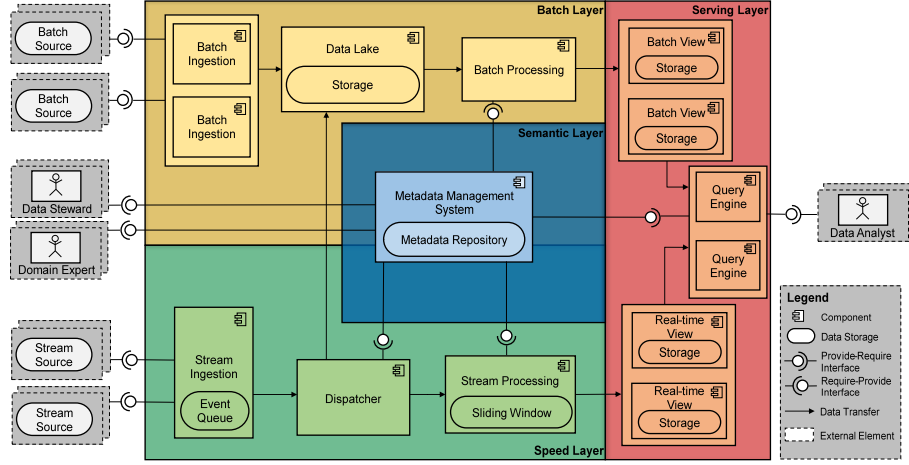 Batch Layer
Serving Layer
Batch
Source
Batch
Ingestion
Data Lake
Storage
Batch Processing
Batch View
Storage
Batch
Source
Batch
Ingestion
Batch View
Storage
Semantic Layer
Data Steward
Metadata Management
System
Metadata Repository
Query
Engine
Data Analyst
Domain Expert
Query
Engine
Stream
Source
Stream
Ingestion
Event
Queue
Dispatcher
Stream Processing
Sliding Window
Real-time
View
Storage
Stream
Source
Real-time
View
Storage
Speed Layer
Legend
Component
Data Storage
Provide-Require
Interface
Require-Provide
Interface
Data Transfer
External Element